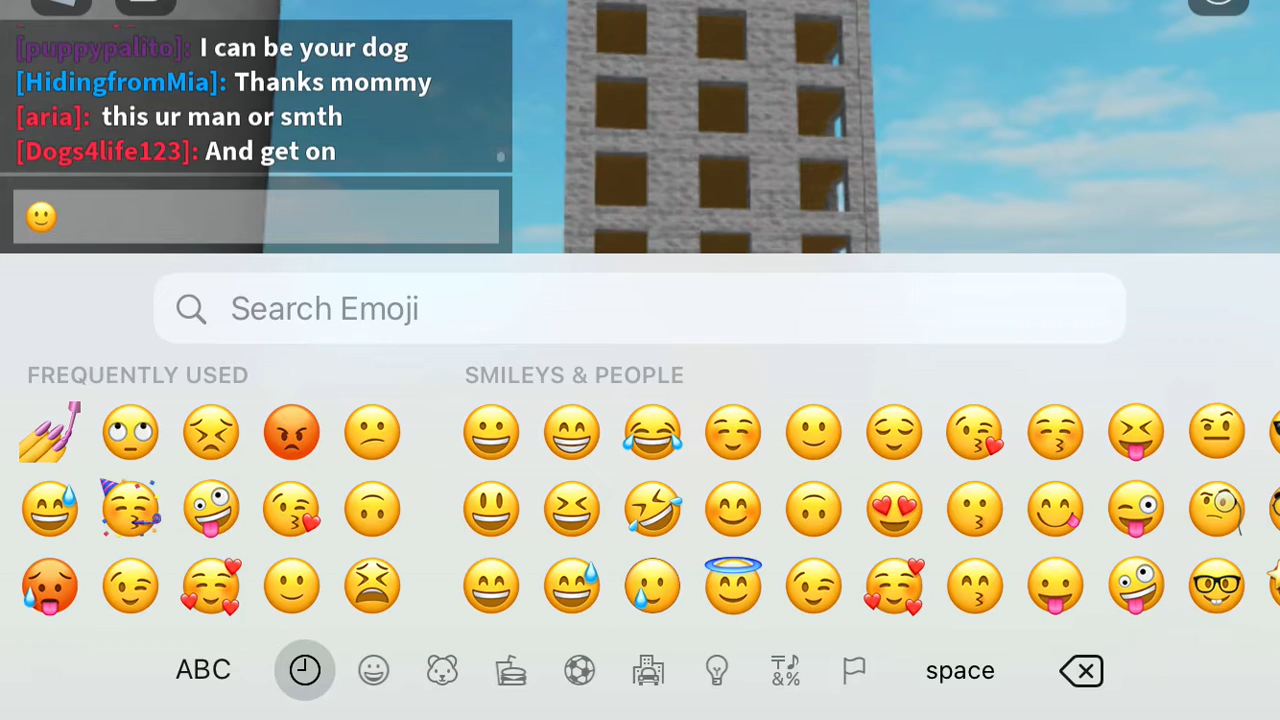 [puppypalito]: I can be your dog
[HidingfromMia]: Thanks mommy
[aria]: this ur man or smth
[Dogs4life123]: And get on
🙂
Search Emoji
FREQUENTLY USED SMILEYS & PEOPLE
ABC space